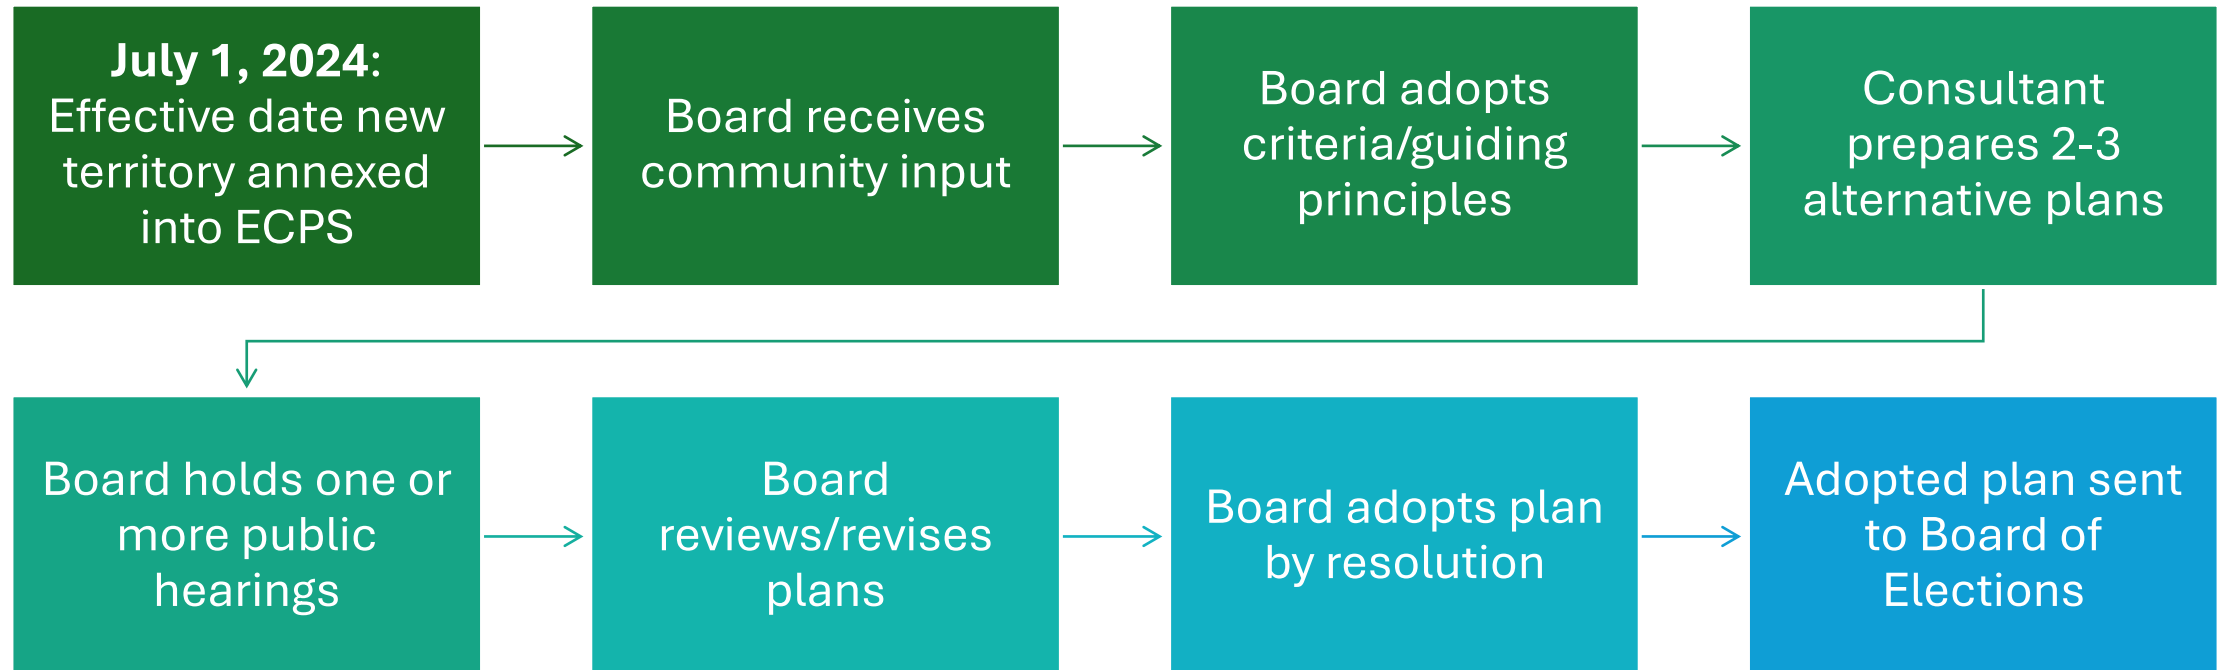 July 1, 2024:
Effective date new
territory annexed
into ECPS
Board receives
community input
Board adopts
criteria/guiding
principles
Consultant
prepares 2-3
alternative plans
Board holds one or
more public
hearings
Board
reviews/revises
plans
Board adopts plan
by resolution
Adopted plan sent
to Board of
Elections